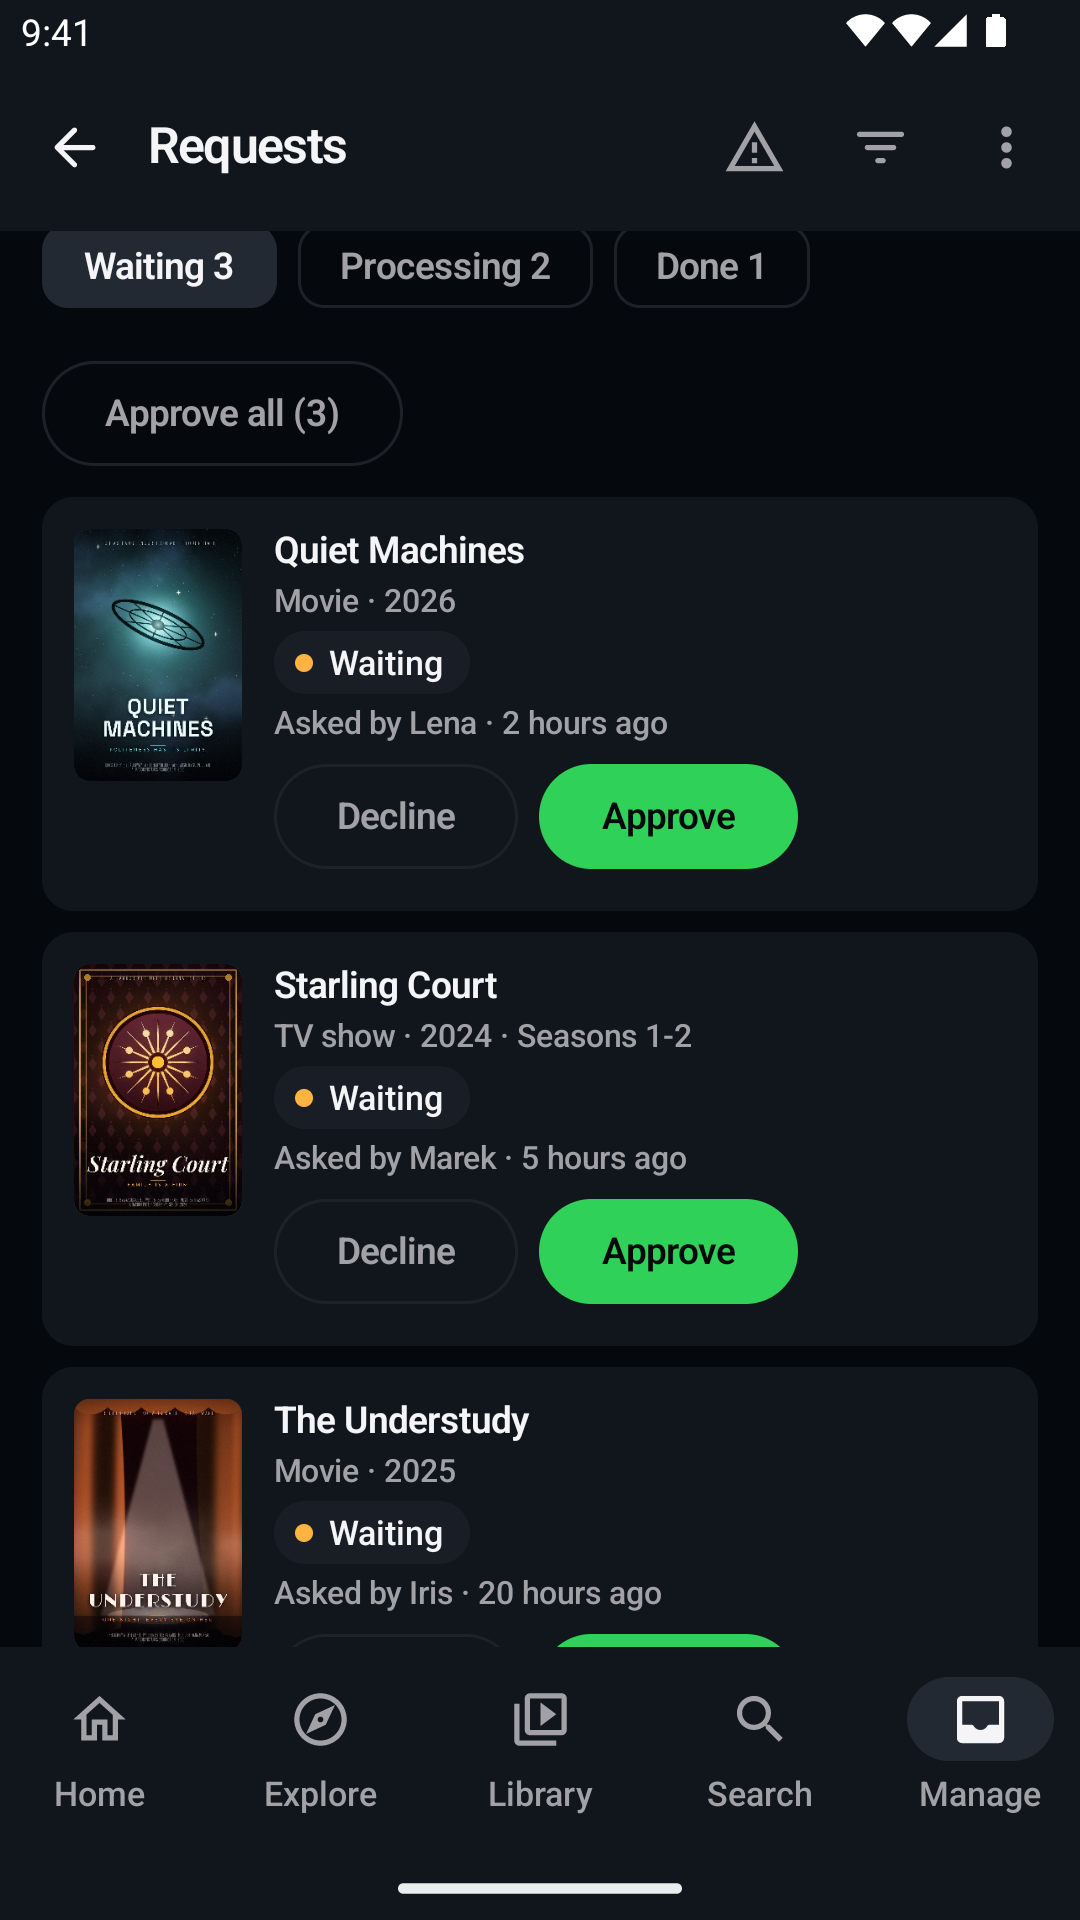 9:41
Requests
Waiting 3
Processing 2
Done 1
Approve all (3)
QUIET
MACHINES
Quiet Machines
Movie · 2026
Waiting
Asked by Lena · 2 hours ago
Decline
Approve
Starling Court
Starling Court
TV show · 2024 · Seasons 1-2
Waiting
Asked by Marek · 5 hours ago
Decline
Approve
THE
UNDERSTUDY
The Understudy
Movie · 2025
Waiting
Asked by Iris · 20 hours ago
Home
Explore
Library
Search
Manage